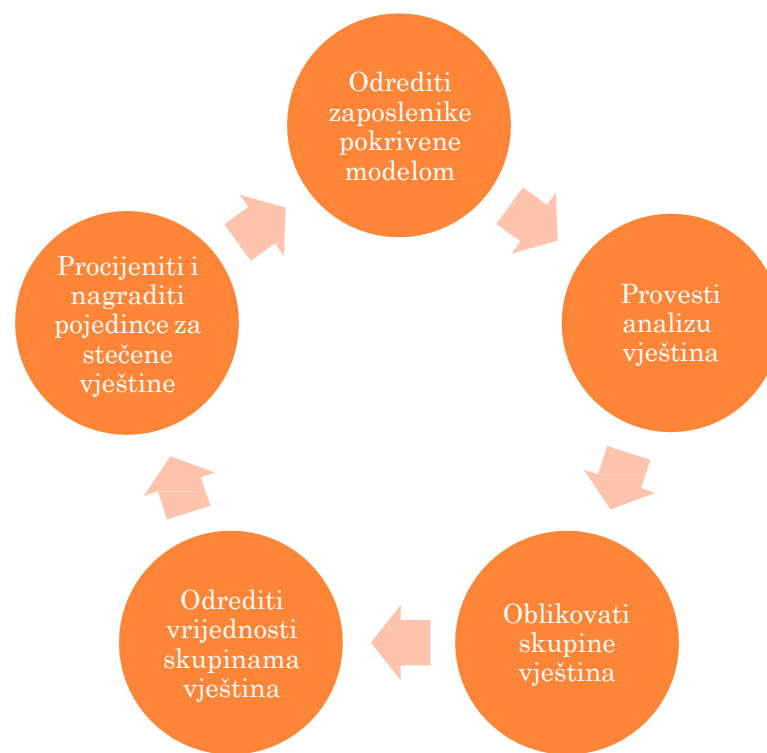 Odrediti
zaposlenike
pokrivene
modelom
Provesti
analizu
vještina
Oblikovati
skupine
vještina
Odrediti
vrijednosti
skupinama
vještina
Procijeniti i
nagraditi
pojedince za
stečene
vještine